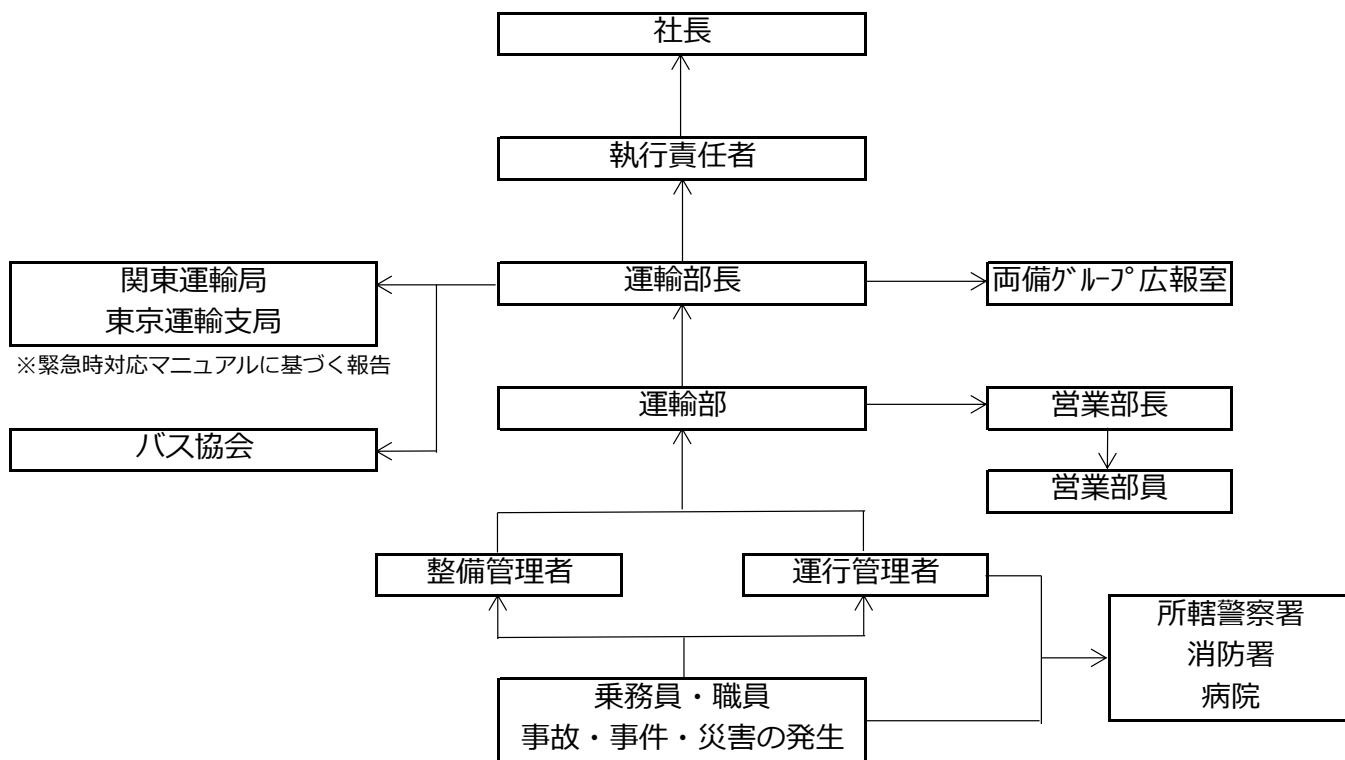 社長
執行責任者
関東運輸局
東京運輸支局
※緊急時対応マニュアルに基づく報告
運輸部長
両備ｸﾞﾙｰﾌﾟ広報室
運輸部
営業部長
バス協会
営業部員
整備管理者
運行管理者
所轄警察署
消防署
病院
乗務員・職員
事故・事件・災害の発生